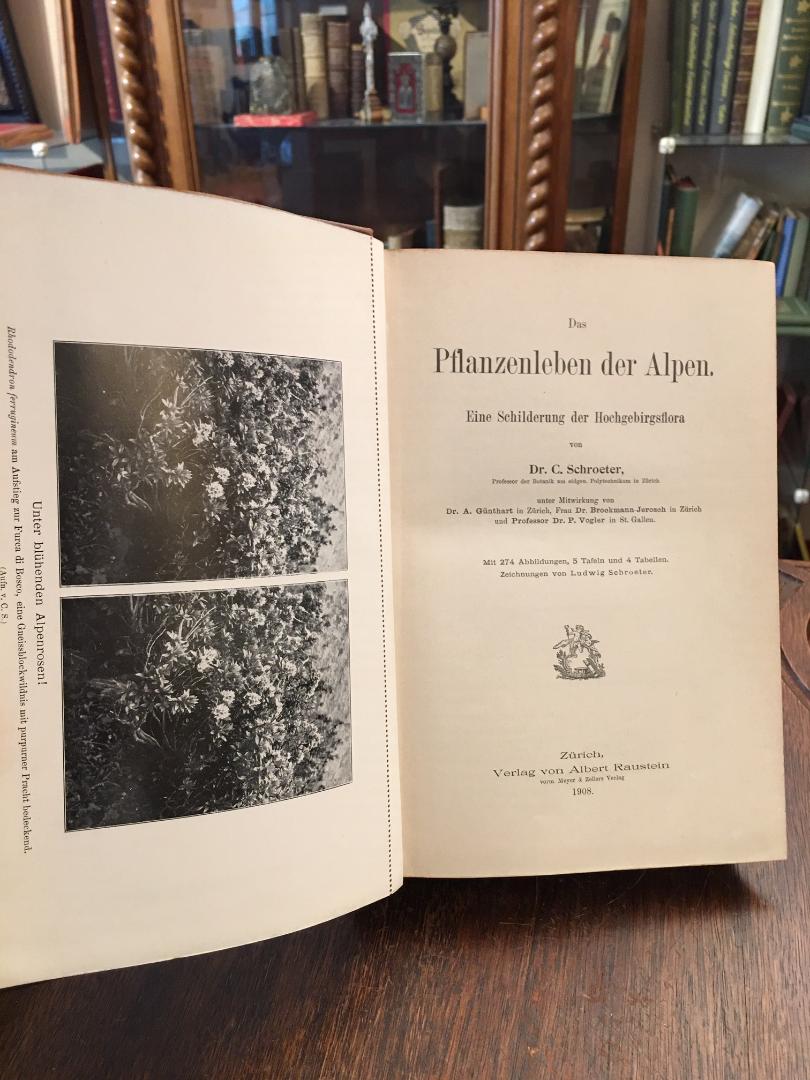 Unter blühenden Alpenrosen!
Rhododendron ferrugineum am Aufstieg zur Furca di Bosco, eine Gneissblockwildnis mit purpurner Pracht bedeckend.
(Aufn. v. C. S.)
Das
Pflanzenleben der Alpen.
Eine Schilderung der Hochgebirgsflora
von
Dr. C. Schroeter,
Professor der Botanik am eidgen. Polytechnikum in Zürich
unter Mitwirkung von
Dr. A. Günthart in Zürich, Frau Dr. Brockmann-Jerosch in Zürich
und Professor Dr. P. Vogler in St. Gallen.
Mit 274 Abbildungen, 5 Tafeln und 4 Tabellen.
Zeichnungen von Ludwig Schroeter.
Zürich,
Verlag von Albert Raustein
vorm. Meyer & Zellers Verlag
1908.